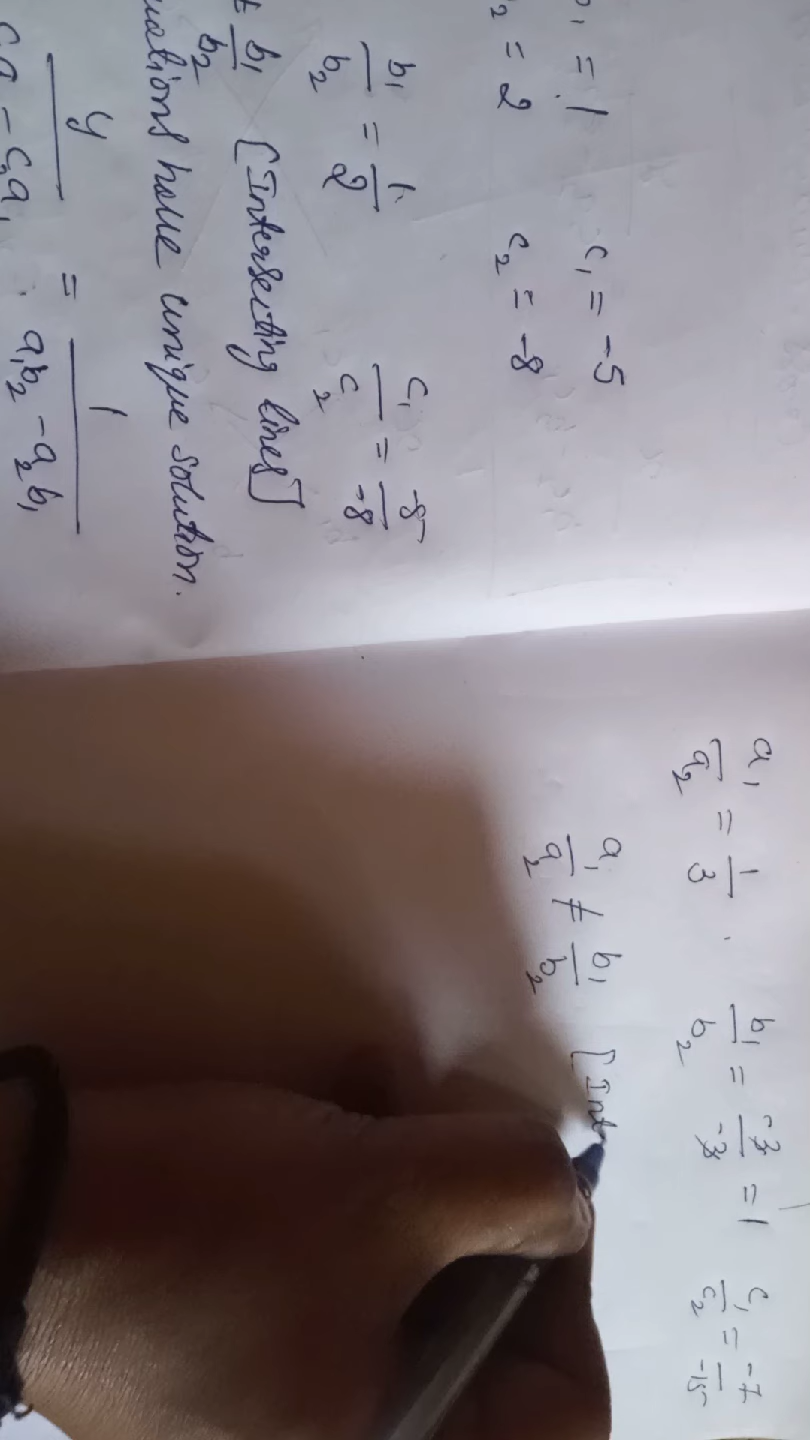 b₁ = 1 c₁ = -5
₂ = 2 c₂ = -8
b₁/b₂ = 1/2 c₁/c₂ = -5/-8
≠ b₁/b₂ [Intersecting lines]
uations have unique solution.
y/ = 1/a₁b₂ - a₂b₁
a₁/a₂ = 1/3 . b₁/b₂ = -3/-3 = 1 c₁/c₂ = -7/-15
a₁/a₂ ≠ b₁/b₂ [Int